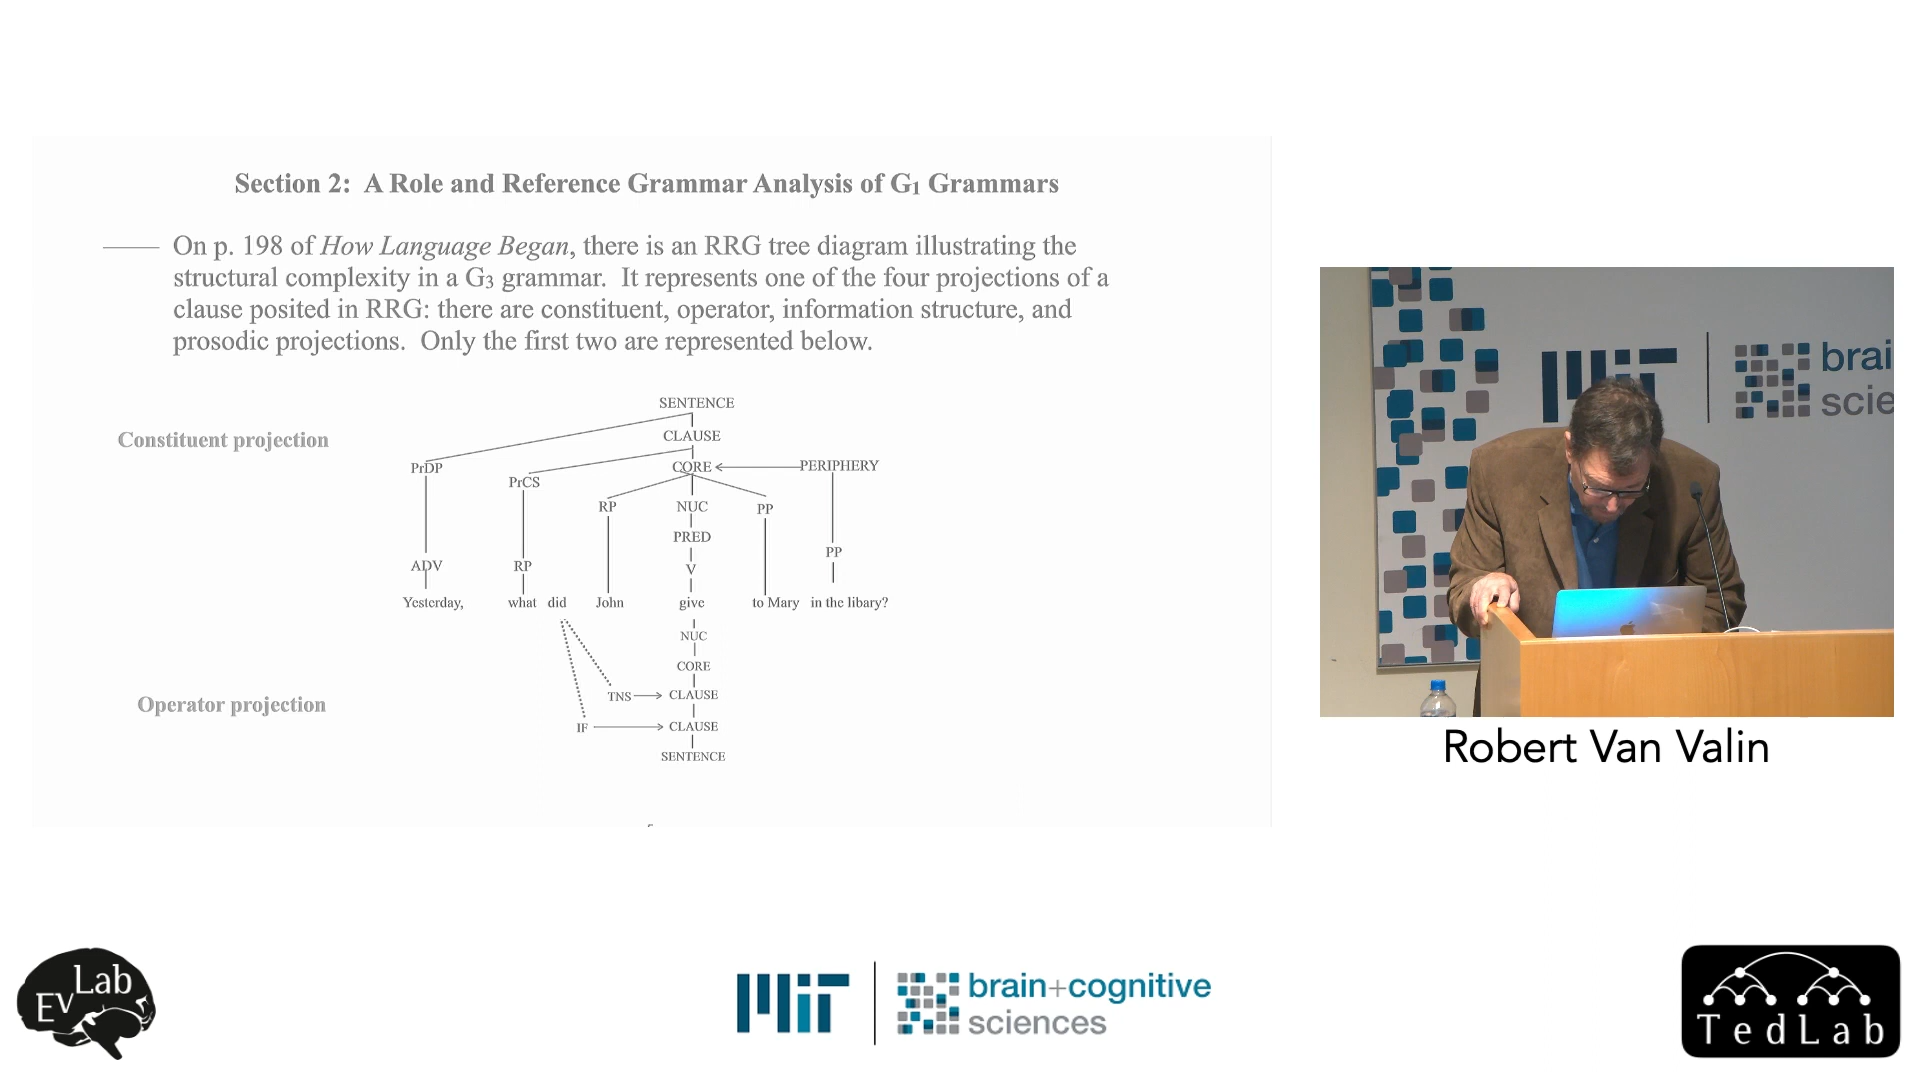 Section 2: A Role and Reference Grammar Analysis of G1 Grammars
On p. 198 of How Language Began, there is an RRG tree diagram illustrating the
structural complexity in a G3 grammar. It represents one of the four projections of a
clause posited in RRG: there are constituent, operator, information structure, and
prosodic projections. Only the first two are represented below.
SENTENCE
Constituent projection
CLAUSE
PrDP
CORE
PERIPHERY
PrCS
RP
NUC
PP
PRED
PP
ADV
RP
V
Yesterday, what did John give to Mary in the libary?
NUC
CORE
TNS
CLAUSE
Operator projection
IF
CLAUSE
SENTENCE
MIT
brai
scie
Robert Van Valin
EvLab
MIT
brain+cognitive
sciences
TedLab